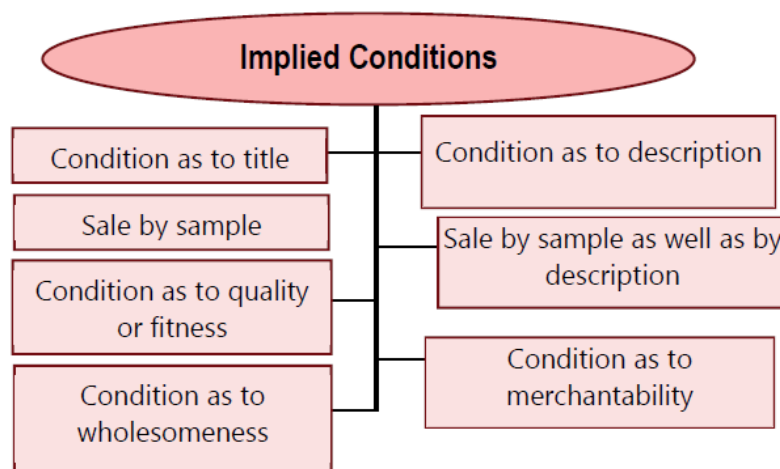 Implied Conditions
Condition as to title
Condition as to description
Sale by sample
Sale by sample as well as by
description
Condition as to quality
or fitness
Condition as to
merchantability
Condition as to
wholesomeness